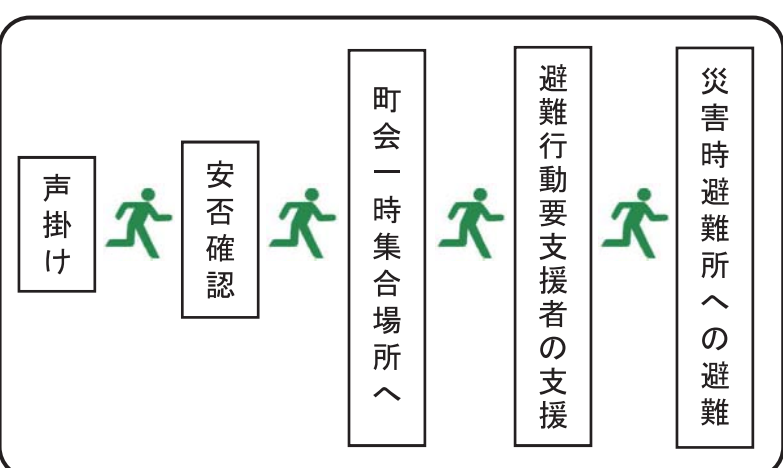 声掛け
安否確認
町会一時集合場所へ
避難行動要支援者の支援
災害時避難所への避難